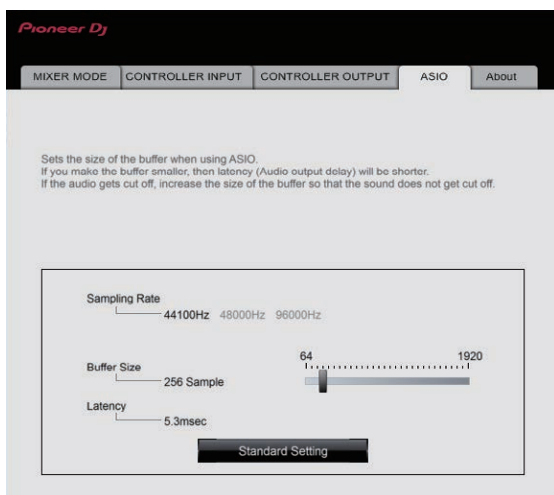 Pioneer Dj
MIXER MODE CONTROLLER INPUT CONTROLLER OUTPUT ASIO About
Sets the size of the buffer when using ASIO.
If you make the buffer smaller, then latency (Audio output delay) will be shorter.
If the audio gets cut off, increase the size of the buffer so that the sound does not get cut off.
Sampling Rate
44100Hz 48000Hz 96000Hz
64 1920
Buffer Size
256 Sample
Latency
5.3msec
Standard Setting